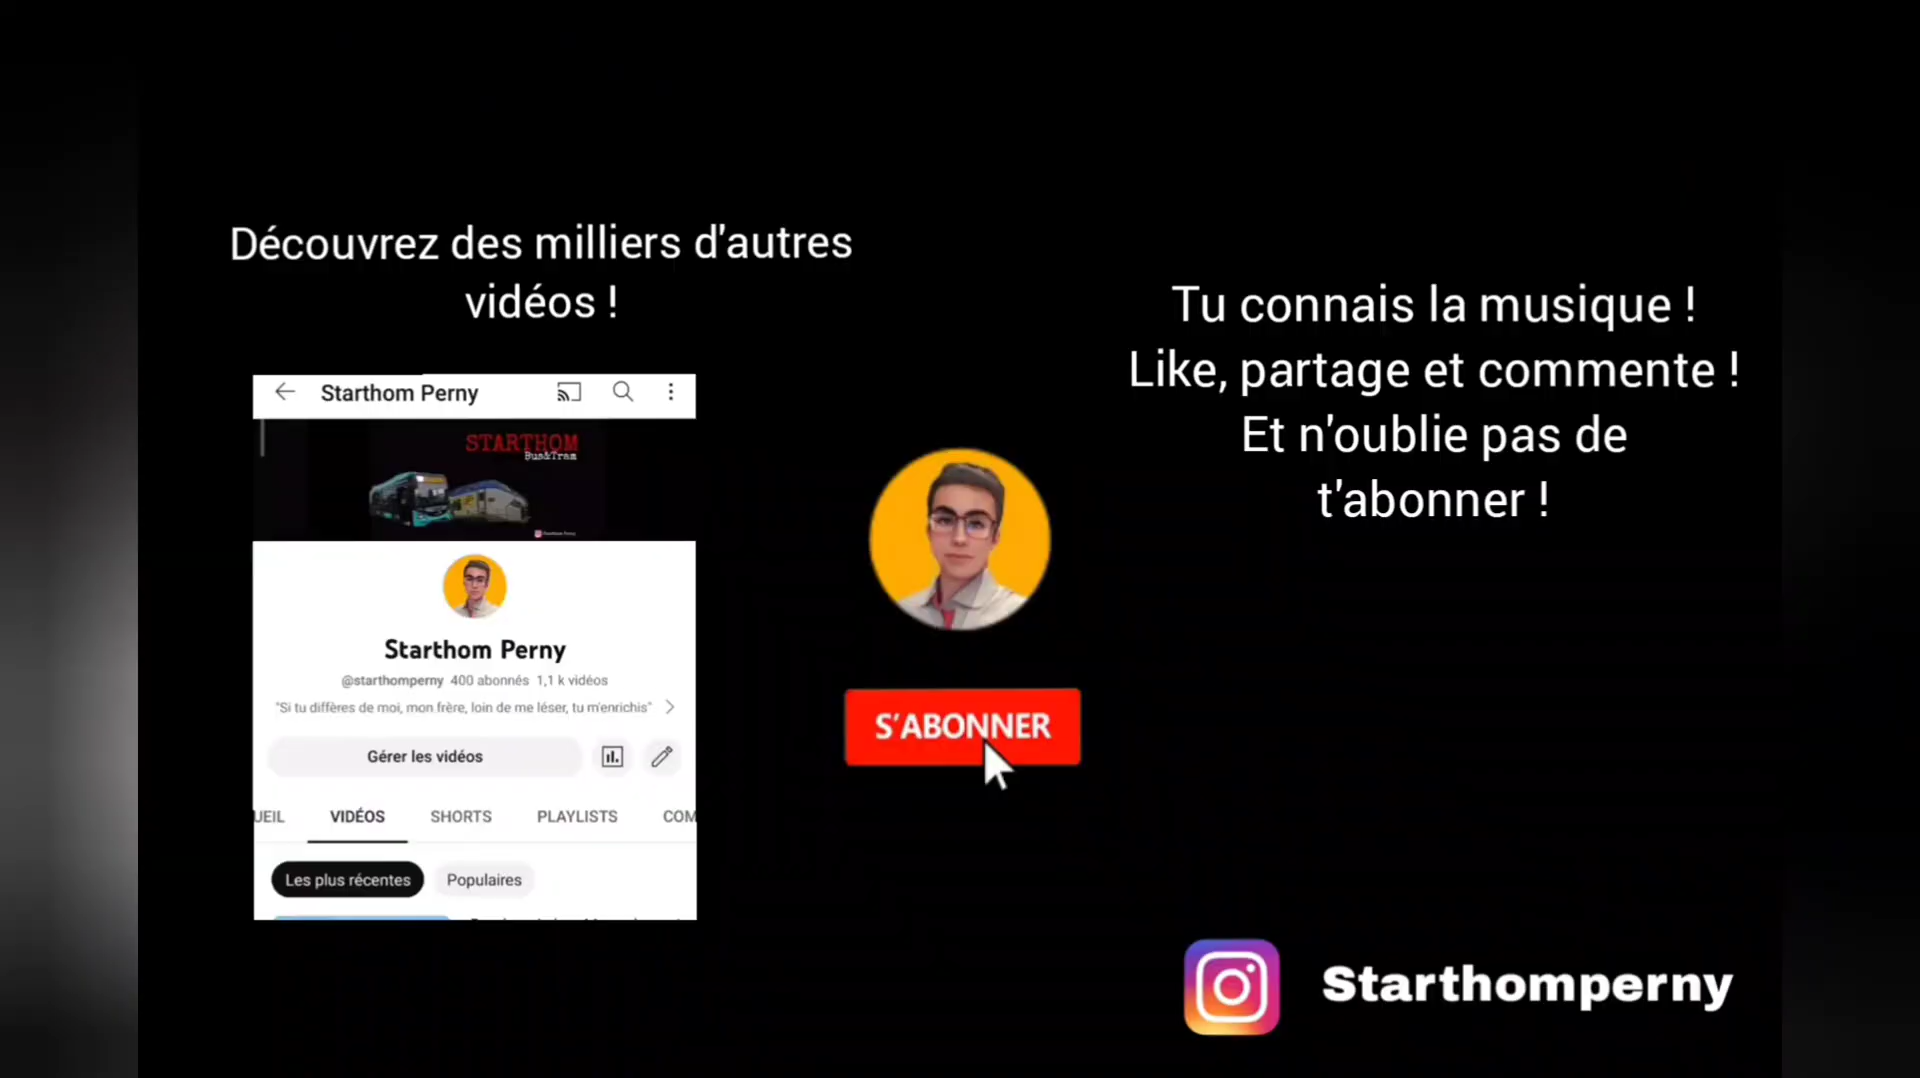 Découvrez des milliers d'autres
vidéos !
Tu connais la musique !
Like, partage et commente !
Et n'oublie pas de
t'abonner !
Starthom Perny
STARTHOM
Bus&Tram
Starthom Perny
@starthomperny 400 abonnés 1,1 k vidéos
"Si tu diffères de moi, mon frère, loin de me léser, tu m'enrichis"
Gérer les vidéos
UEIL VIDÉOS SHORTS PLAYLISTS COM
Les plus récentes Populaires
S'ABONNER
Starthomperny